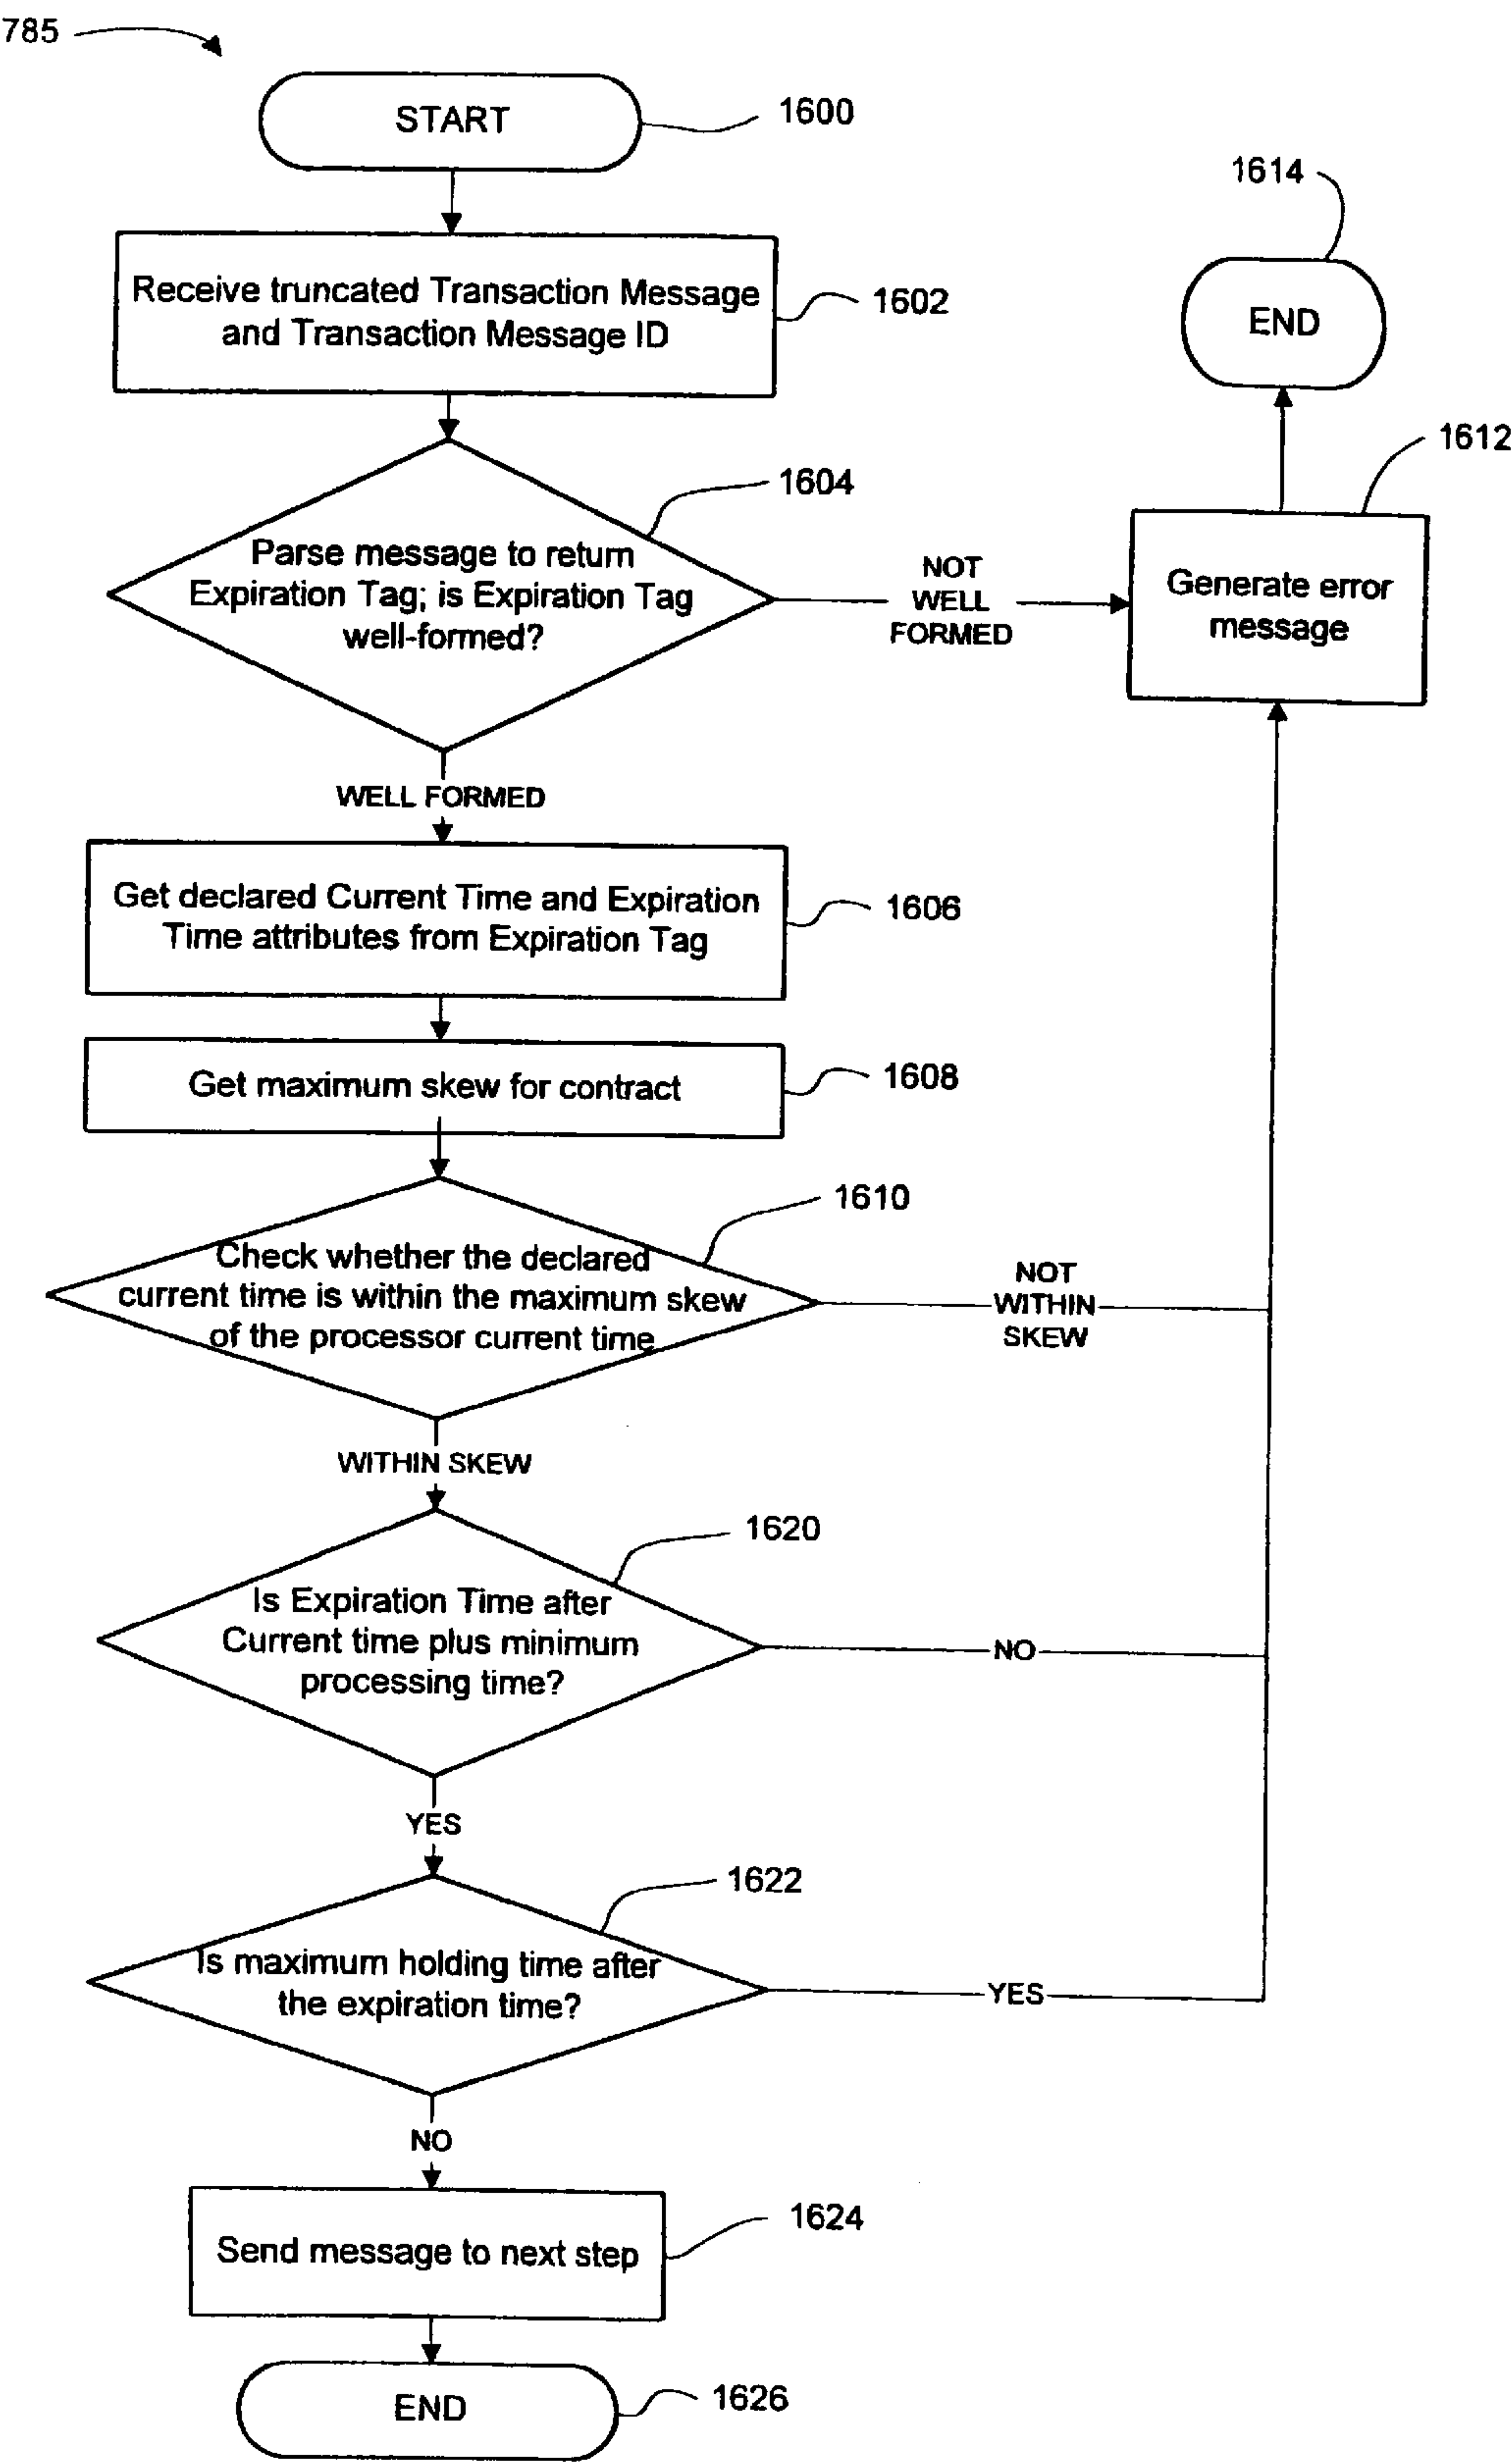 785
START
1600
1614
END
Receive truncated Transaction Message
and Transaction Message ID
1602
1612
Generate error
message
1604
Parse message to return
Expiration Tag; is Expiration Tag
well-formed?
NOT
WELL
FORMED
WELL FORMED
Get declared Current Time and Expiration
Time attributes from Expiration Tag
1606
Get maximum skew for contract
1608
1610
Check whether the declared
current time is within the maximum skew
of the processor current time
NOT
WITHIN
SKEW
WITHIN SKEW
1620
Is Expiration Time after
Current time plus minimum
processing time?
NO
YES
1622
Is maximum holding time after
the expiration time?
YES
NO
1624
Send message to next step
END
1626